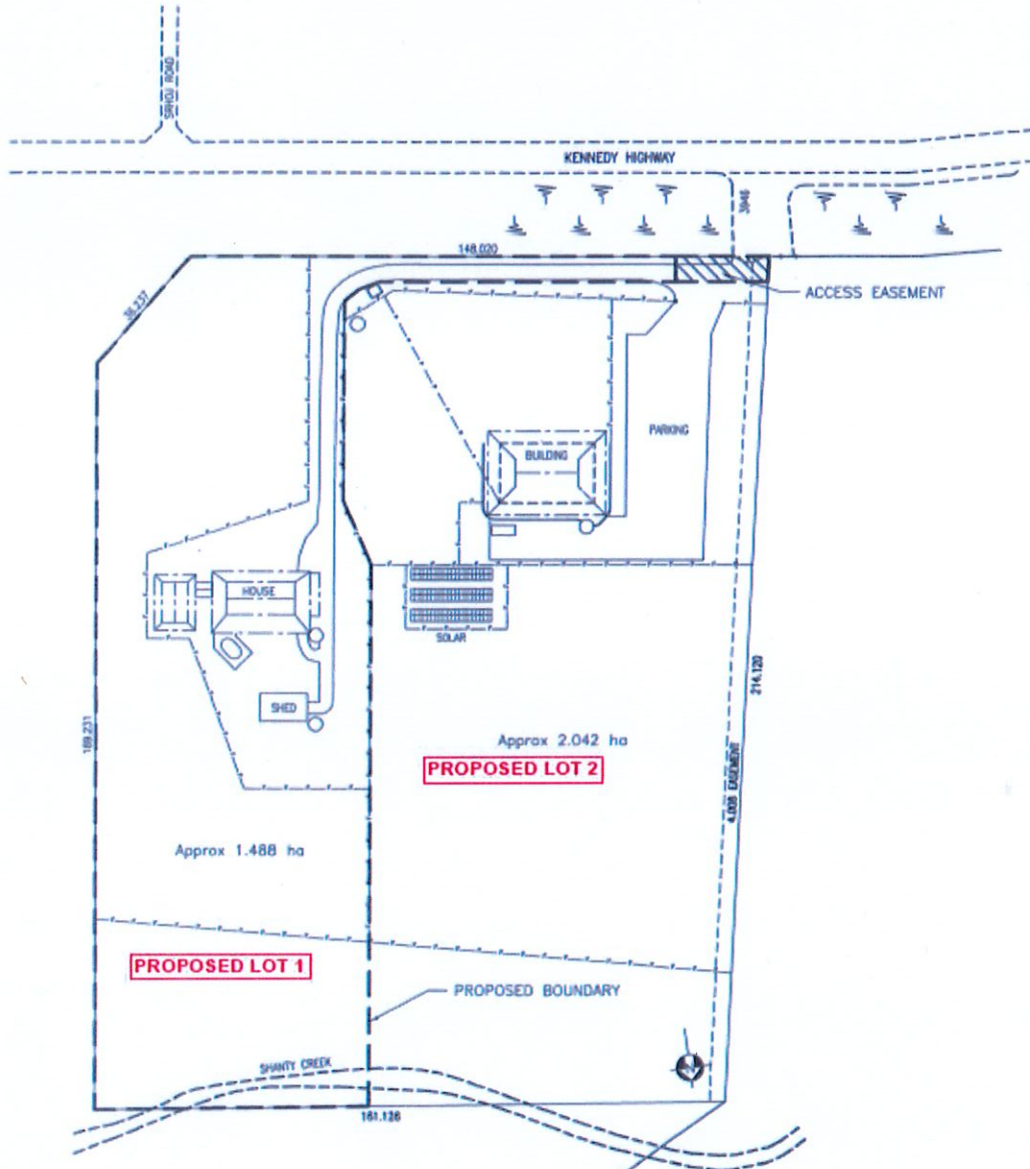 SRHOJ ROAD
KENNEDY HIGHWAY
3946
148.020
ACCESS EASEMENT
36.237
PARKING
BUILDING
HOUSE
SOLAR
SHED
214.120
189.231
Approx 2.042 ha
PROPOSED LOT 2
4.008 EASEMENT
Approx 1.488 ha
PROPOSED LOT 1
PROPOSED BOUNDARY
SHANTY CREEK
161.126